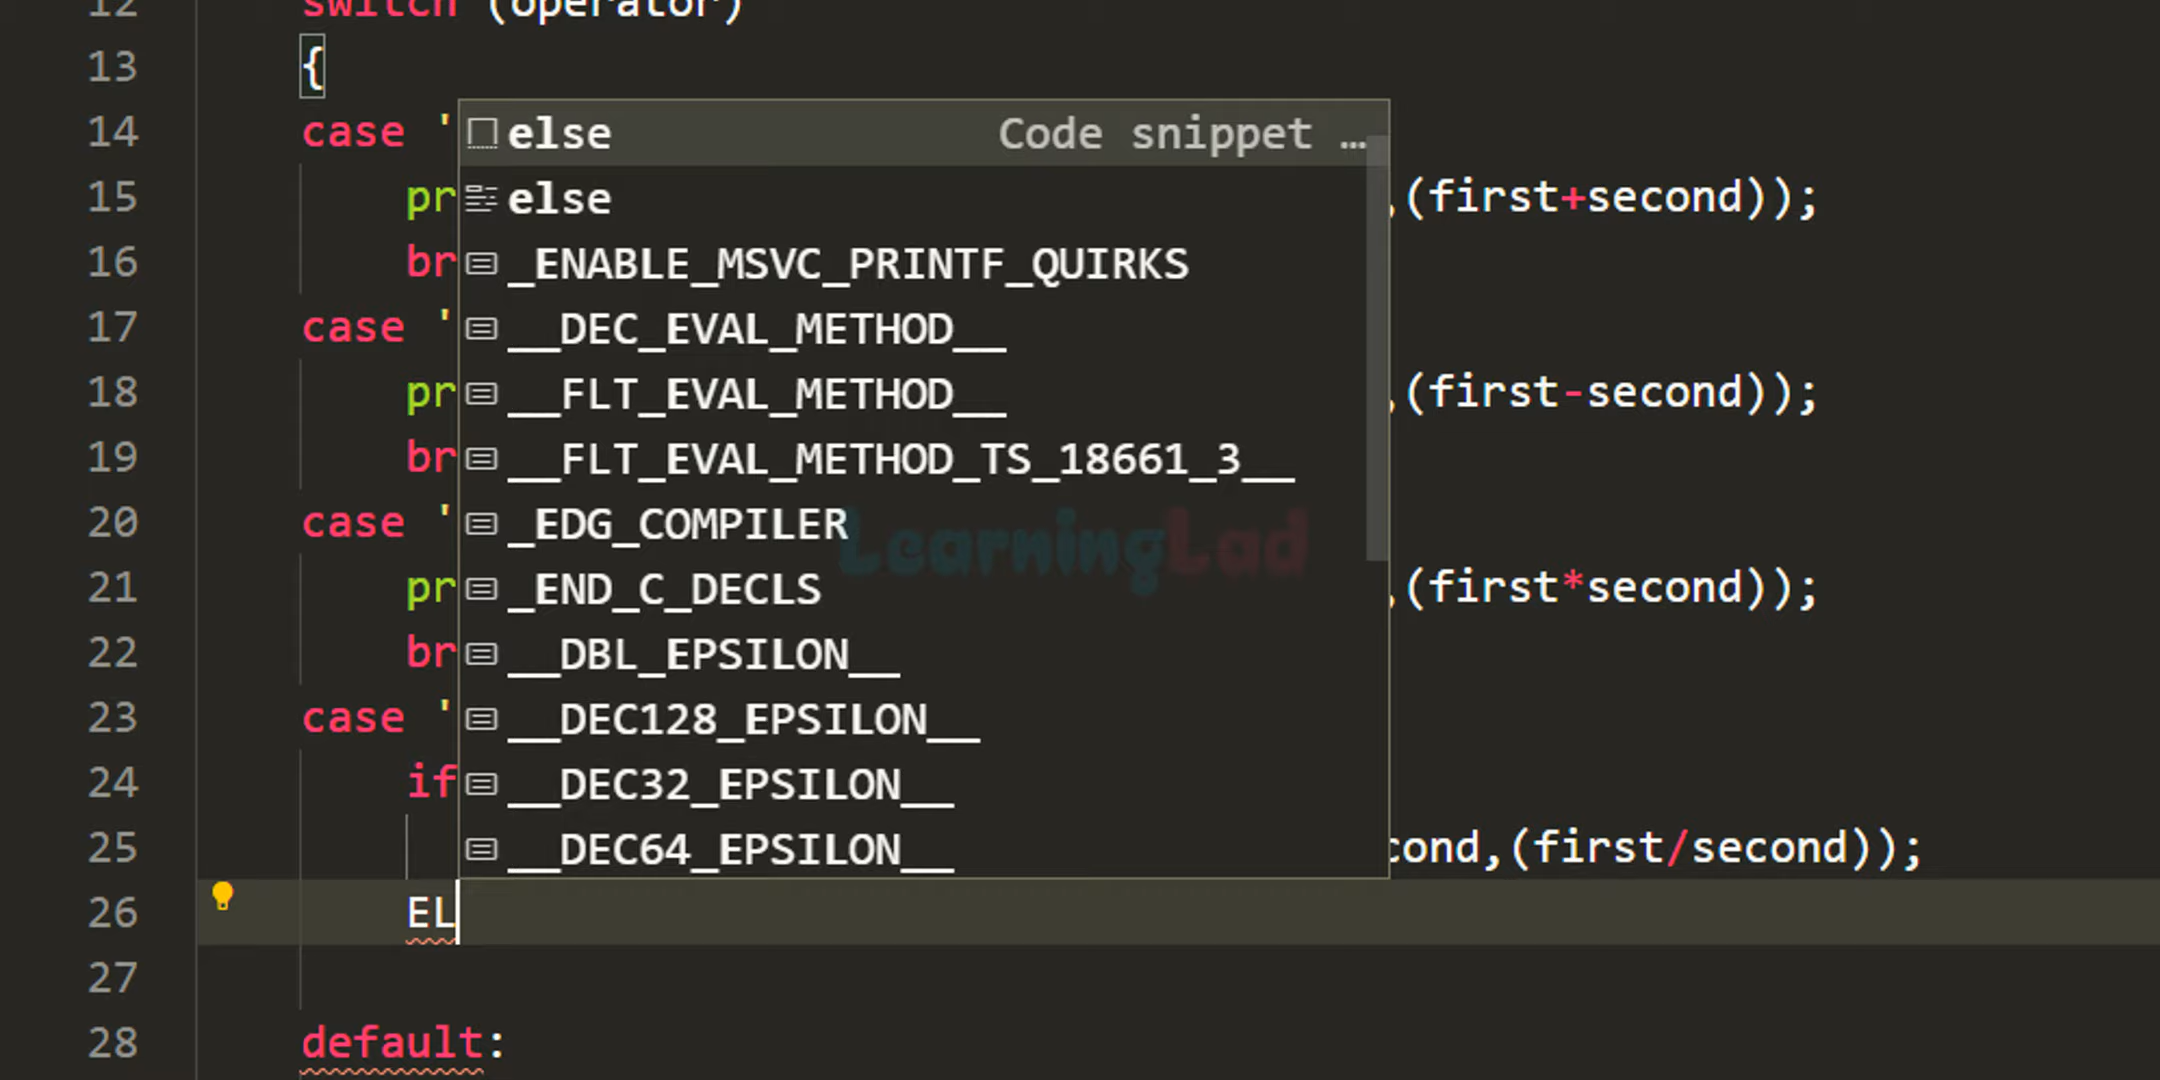 12 switch (operator)
13 {
14 case '
else Code snippet ...
15 pr
else
,(first+second));
16 br
_ENABLE_MSVC_PRINTF_QUIRKS
17 case '
__DEC_EVAL_METHOD__
18 pr
__FLT_EVAL_METHOD__
,(first-second));
19 br
__FLT_EVAL_METHOD_TS_18661_3__
20 case '
_EDG_COMPILER
LearningLad
21 pr
_END_C_DECLS
,(first*second));
22 br
__DBL_EPSILON__
23 case '
__DEC128_EPSILON__
24 if
__DEC32_EPSILON__
25
__DEC64_EPSILON__
cond,(first/second));
26 EL
27
28 default: